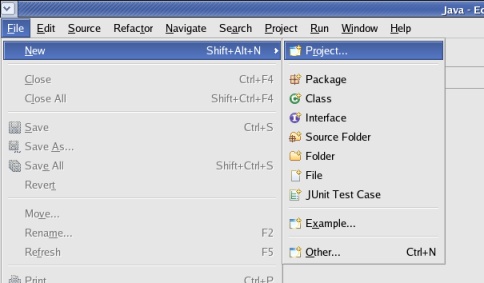 Java - Ec
File Edit Source Refactor Navigate Search Project Run Window Help
New Shift+Alt+N
Project...
Close Ctrl+F4
Close All Shift+Ctrl+F4
Save Ctrl+S
Save As...
Save All Shift+Ctrl+S
Revert
Move...
Rename... F2
Refresh F5
Print Ctrl+P
Package
Class
Interface
Source Folder
Folder
File
JUnit Test Case
Example...
Other... Ctrl+N